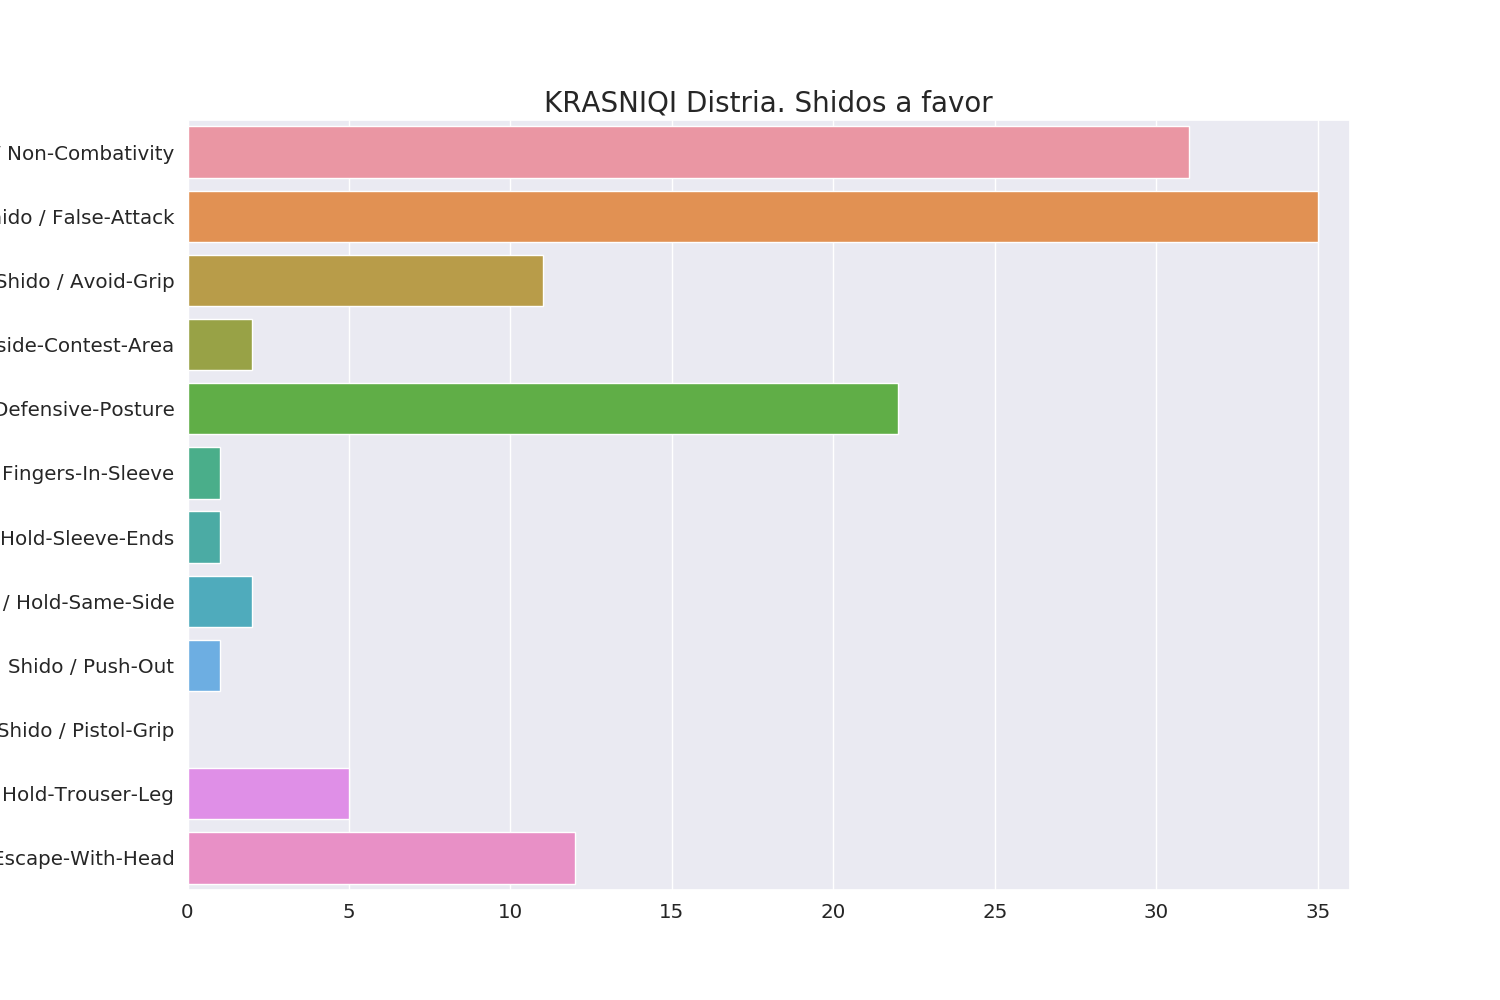 KRASNIQI Distria. Shidos a favor
/ Non-Combativity
ido / False-Attack
Shido / Avoid-Grip
side-Contest-Area
Defensive-Posture
Fingers-In-Sleeve
Hold-Sleeve-Ends
/ Hold-Same-Side
Shido / Push-Out
Shido / Pistol-Grip
Hold-Trouser-Leg
Escape-With-Head
0 5 10 15 20 25 30 35